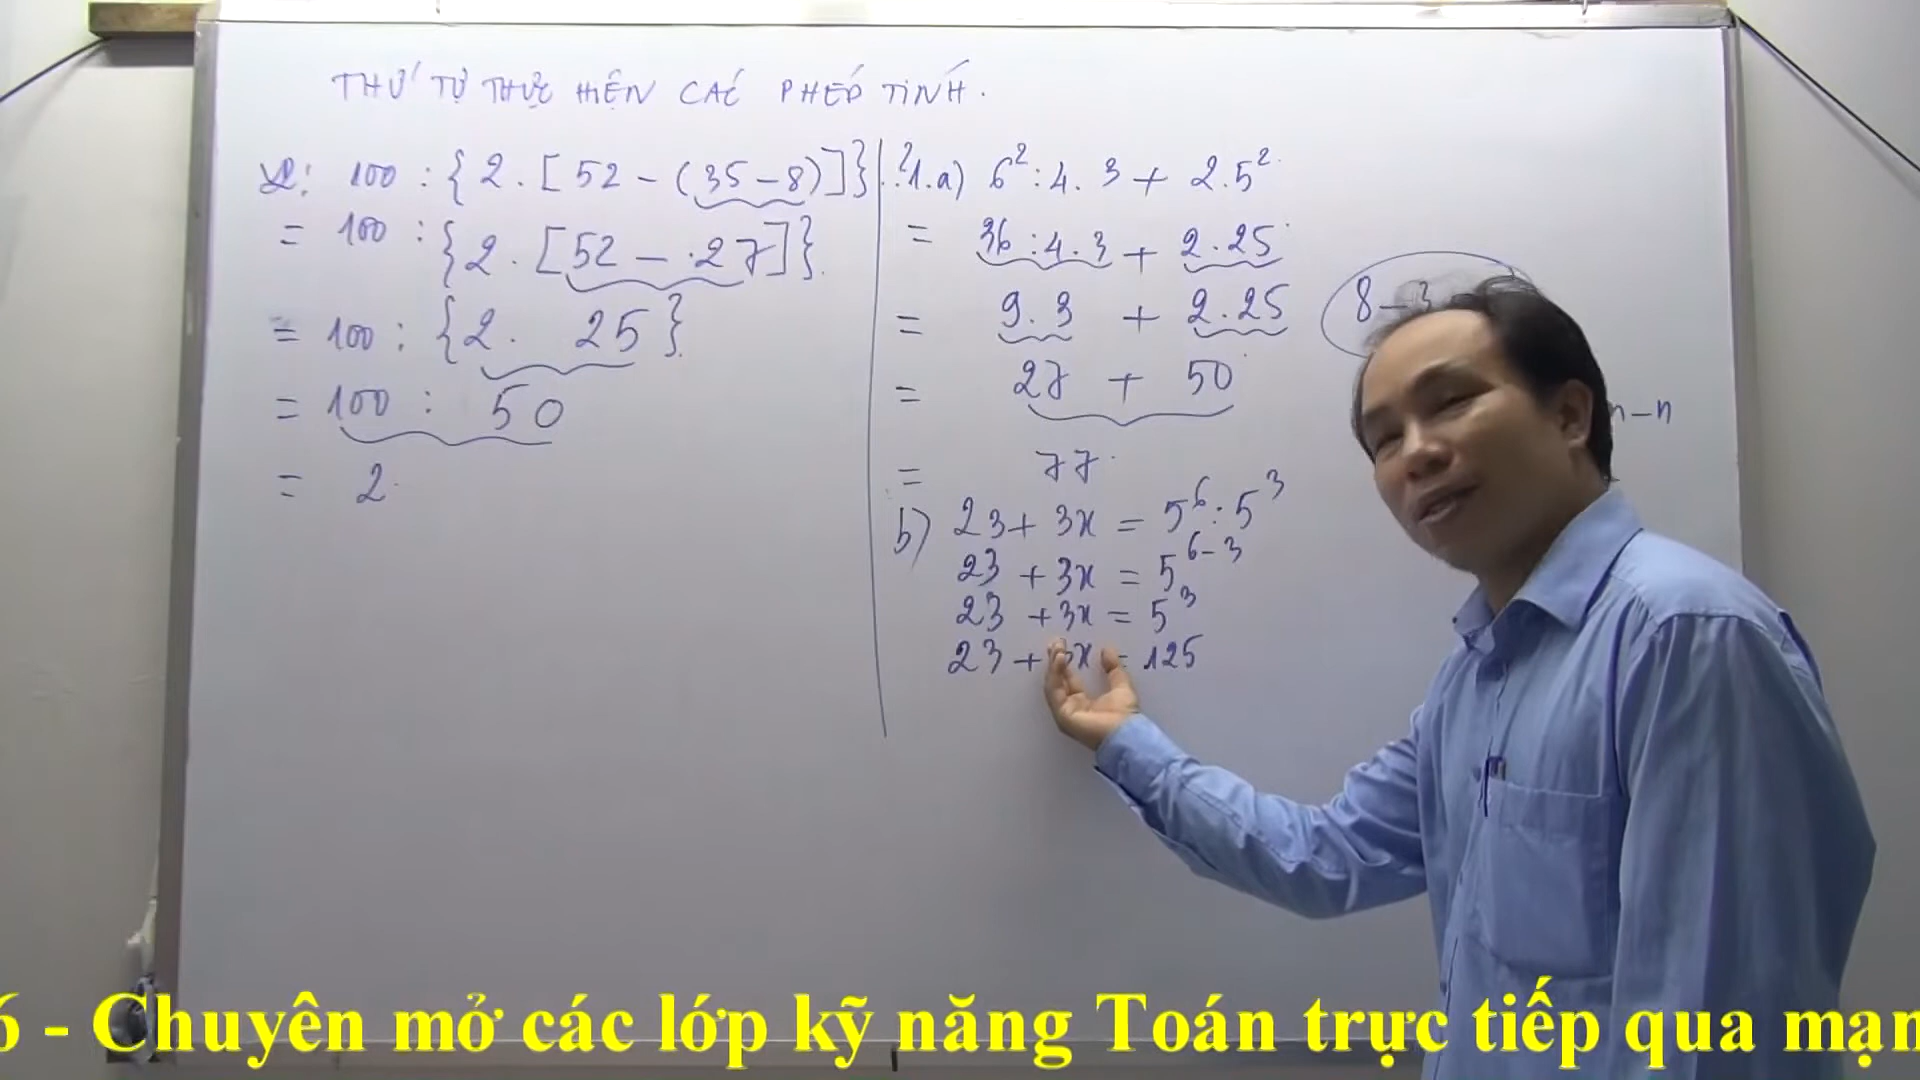 THỨ TỰ THỰC HIỆN CÁC PHÉP TÍNH.
100 : {2.[52 - (35 - 8)]}
= 100 : {2.[52 - 27]}
= 100 : {2. 25}
= 100 : 50
= 2
?1.a) 6² : 4.3 + 2.5²
= 36 : 4.3 + 2.25
= 9.3 + 2.25
= 27 + 50
= 77
b) 23 + 3x = 5⁶ : 5³
23 + 3x = 5⁶⁻³
23 + 3x = 5³
23 + 3x = 125
8 - 3
- n
6 - Chuyên mở các lớp kỹ năng Toán trực tiếp qua mạn